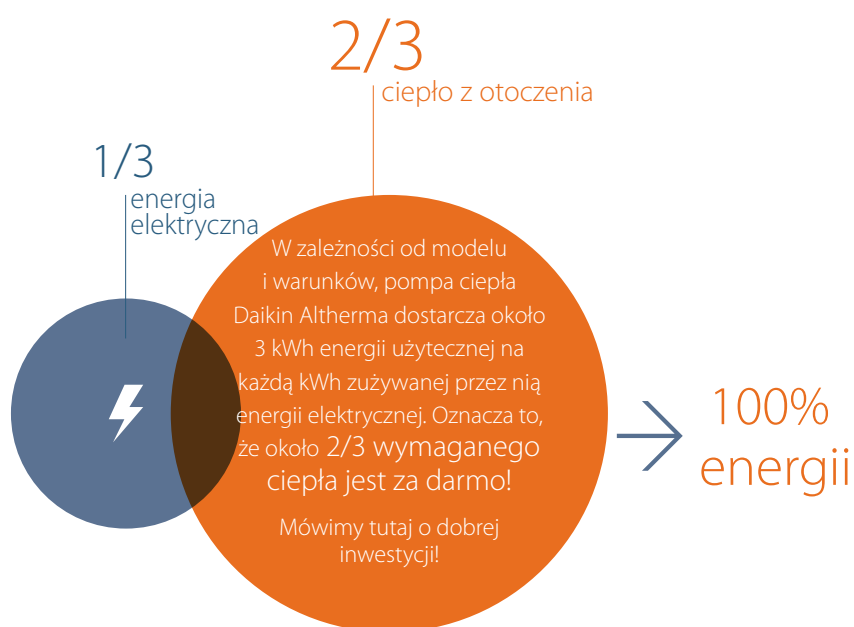 2/3
ciepło z otoczenia
1/3
energia
elektryczna
W zależności od modelu
i warunków, pompa ciepła
Daikin Altherma dostarcza około
3 kWh energii użytecznej na
każdą kWh zużywanej przez nią
energii elektrycznej. Oznacza to,
że około 2/3 wymaganego
ciepła jest za darmo!
Mówimy tutaj o dobrej
inwestycji!
100%
energii